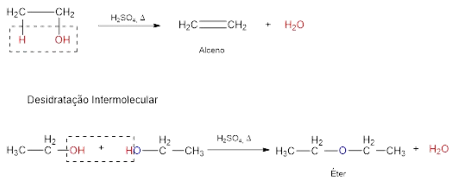 H₂C CH₂ H₂SO₄, Δ H₂C CH₂ + H₂O
H OH
Alceno
Desidratação Intermolecular
H₃C C H₂ OH + HO C H₂ CH₃ H₂SO₄, Δ H₃C C H₂ O C H₂ CH₃ + H₂O
Éter